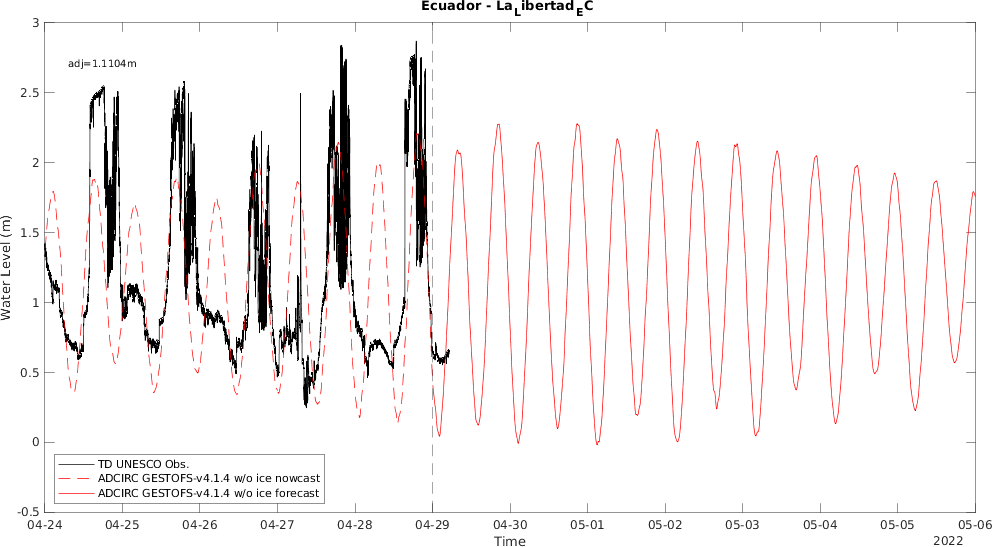 Ecuador - LaLibertadEC
adj=1.1104m
3
2.5
2
1.5
1
0.5
0
-0.5
Water Level (m)
TD UNESCO Obs.
ADCIRC GESTOFS-v4.1.4 w/o ice nowcast
ADCIRC GESTOFS-v4.1.4 w/o ice forecast
04-24 04-25 04-26 04-27 04-28 04-29 04-30 05-01 05-02 05-03 05-04 05-05 05-06
Time
2022